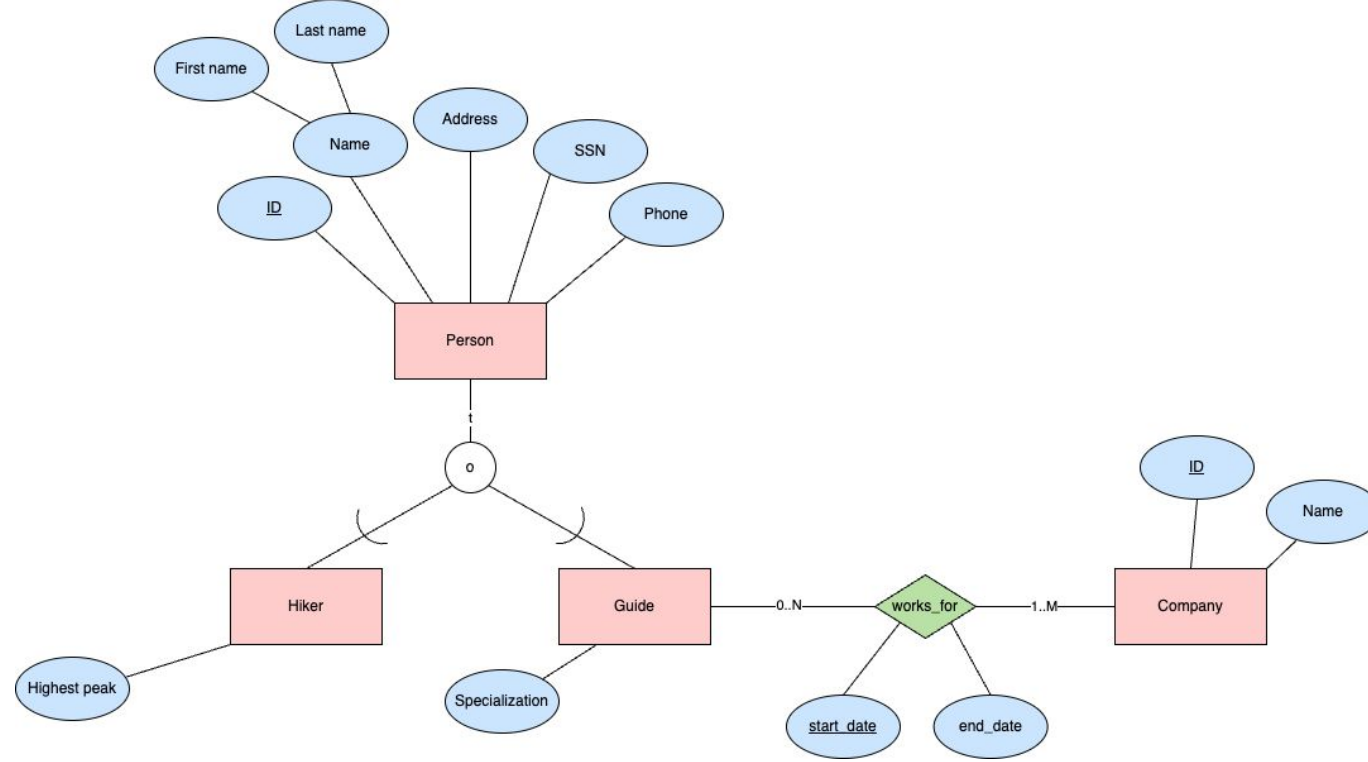 Last name
First name
Name
Address
SSN
ID
Phone
Person
t
o
ID
Name
Hiker
Guide
0..N
works_for
1..M
Company
Highest peak
Specialization
start_date
end_date